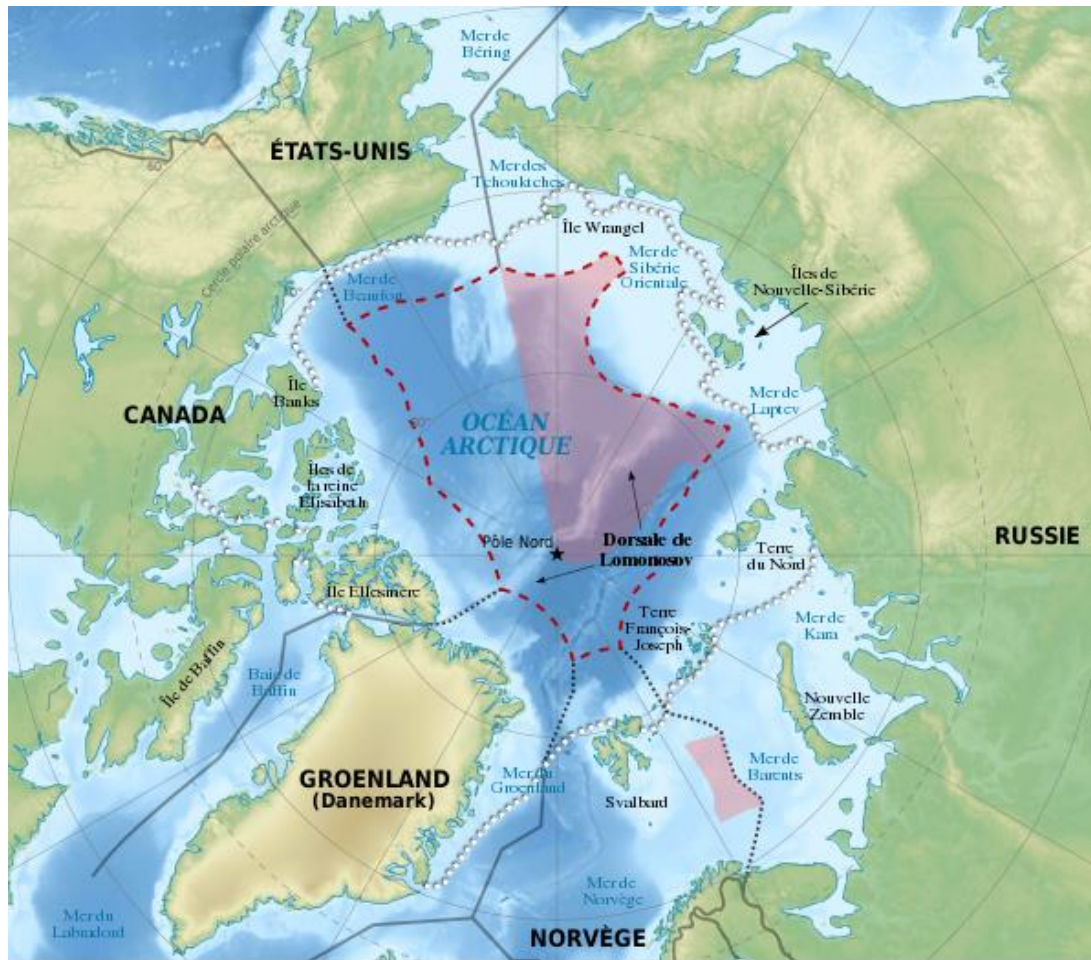 Mer de
Béring
ÉTATS-UNIS
Mer des
Tchouktches
60°
Cercle polaire arctique
Île Wrangel
Mer de
Sibérie
Orientale
Îles de
Nouvelle-Sibérie
Mer de
Beaufort
70°
Île
Banks
CANADA
Mer de
Laptev
80°
OCÉAN
ARCTIQUE
Îles de
la reine
Élisabeth
Pôle Nord
Dorsale de
Lomonosov
RUSSIE
Terre
du Nord
Île Ellesmere
Terre
François-
Joseph
Mer de
Kara
Île de Baffin
Baie de
Baffin
Nouvelle
Zemble
GROENLAND
(Danemark)
Mer du
Groenland
Svalbard
Mer de
Barents
Mer de
Norvège
Mer du
Labrador
NORVÈGE